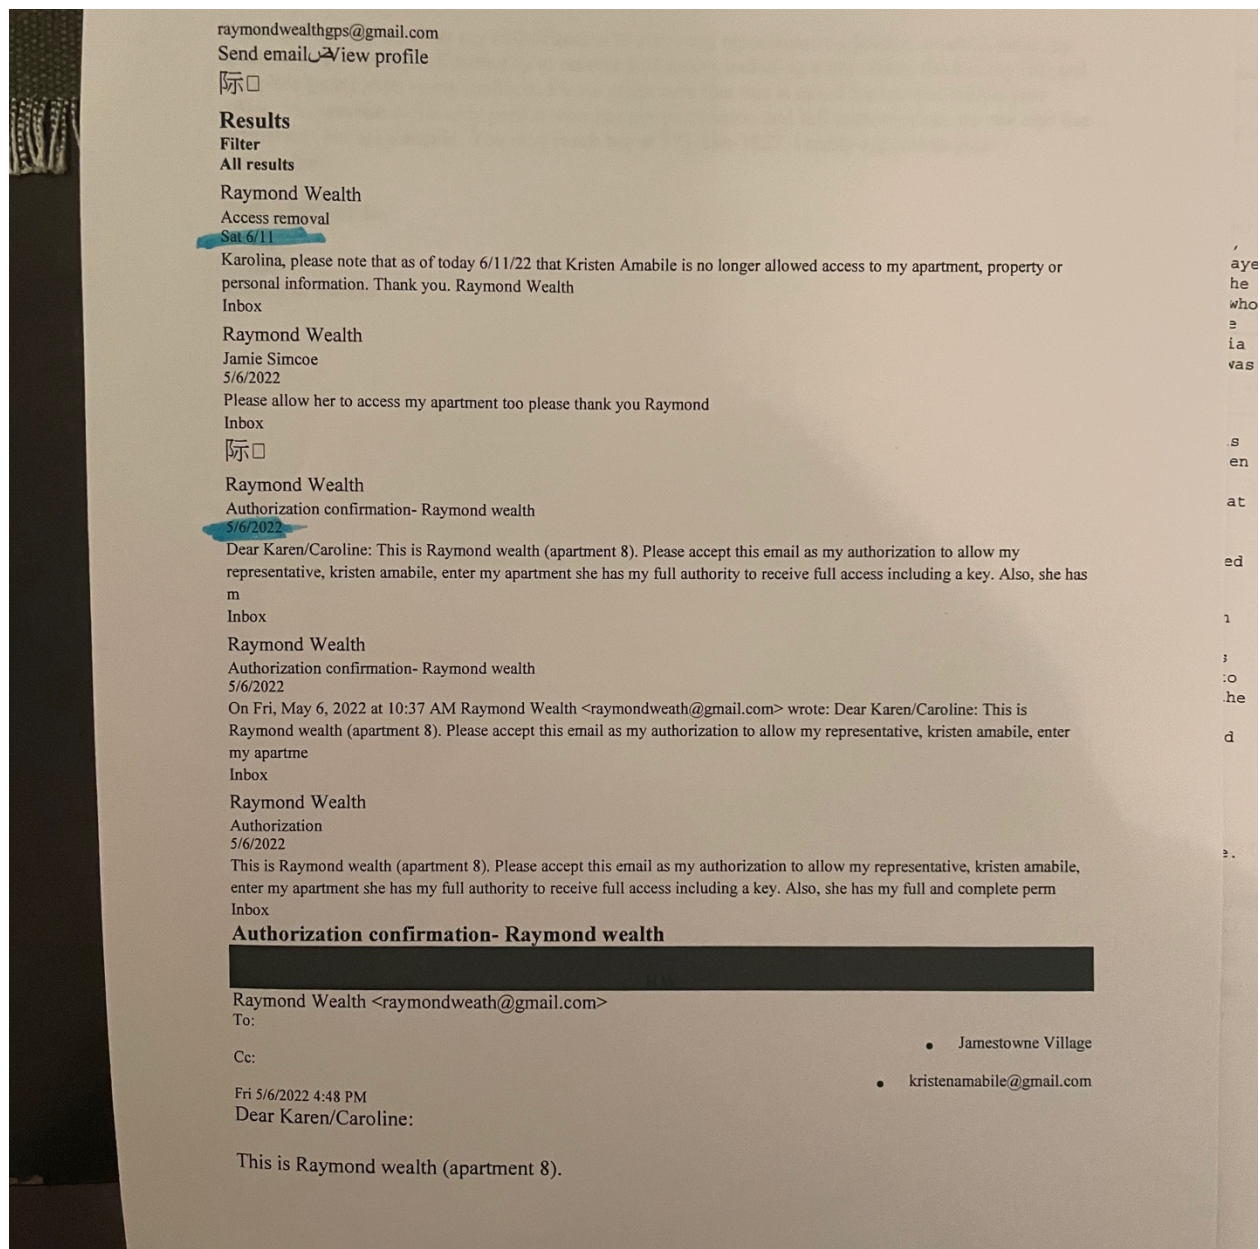 raymondwealthgps@gmail.com
Send email View profile
际□
Results
Filter
All results
Raymond Wealth
Access removal
Sat 6/11
Karolina, please note that as of today 6/11/22 that Kristen Amabile is no longer allowed access to my apartment, property or
personal information. Thank you. Raymond Wealth
Inbox
Raymond Wealth
Jamie Simcoe
5/6/2022
Please allow her to access my apartment too please thank you Raymond
Inbox
际□
Raymond Wealth
Authorization confirmation- Raymond wealth
5/6/2022
Dear Karen/Caroline: This is Raymond wealth (apartment 8). Please accept this email as my authorization to allow my
representative, kristen amabile, enter my apartment she has my full authority to receive full access including a key. Also, she has
m
Inbox
Raymond Wealth
Authorization confirmation- Raymond wealth
5/6/2022
On Fri, May 6, 2022 at 10:37 AM Raymond Wealth <raymondweath@gmail.com> wrote: Dear Karen/Caroline: This is
Raymond wealth (apartment 8). Please accept this email as my authorization to allow my representative, kristen amabile, enter
my apartme
Inbox
Raymond Wealth
Authorization
5/6/2022
This is Raymond wealth (apartment 8). Please accept this email as my authorization to allow my representative, kristen amabile,
enter my apartment she has my full authority to receive full access including a key. Also, she has my full and complete perm
Inbox
Authorization confirmation- Raymond wealth
Raymond Wealth <raymondweath@gmail.com>
To:
• Jamestowne Village
Cc:
• kristenamabile@gmail.com
Fri 5/6/2022 4:48 PM
Dear Karen/Caroline:
This is Raymond wealth (apartment 8).